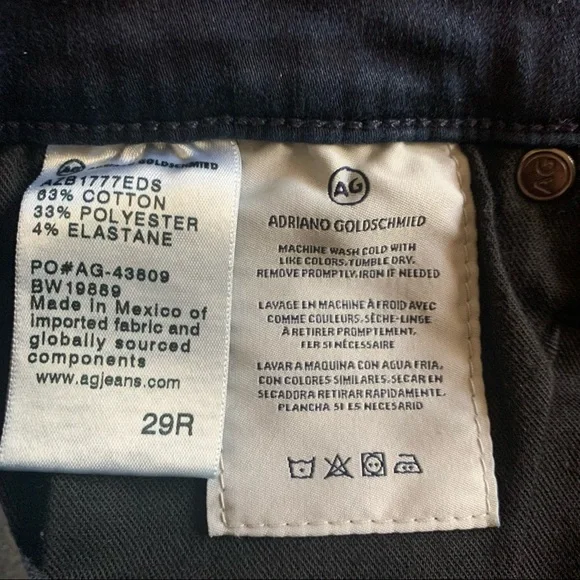 AG ADRIANO GOLDSCHMIED
AZB1777EDS
63% COTTON
33% POLYESTER
4% ELASTANE
PO#AG-43609
BW19889
Made in Mexico of
imported fabric and
globally sourced
components
www.agjeans.com
29R
AG
ADRIANO GOLDSCHMIED
MACHINE WASH COLD WITH
LIKE COLORS. TUMBLE DRY.
REMOVE PROMPTLY. IRON IF NEEDED
LAVAGE EN MACHINE À FROID AVEC
COMME COULEURS. SÈCHE-LINGE
À RETIRER PROMPTEMENT.
FER SI NÉCESSAIRE
LAVAR A MAQUINA CON AGUA FRIA,
CON COLORES SIMILARES. SECAR EN
SECADORA RETIRAR RAPIDAMENTE.
PLANCHA SI ES NECESARIO
AG